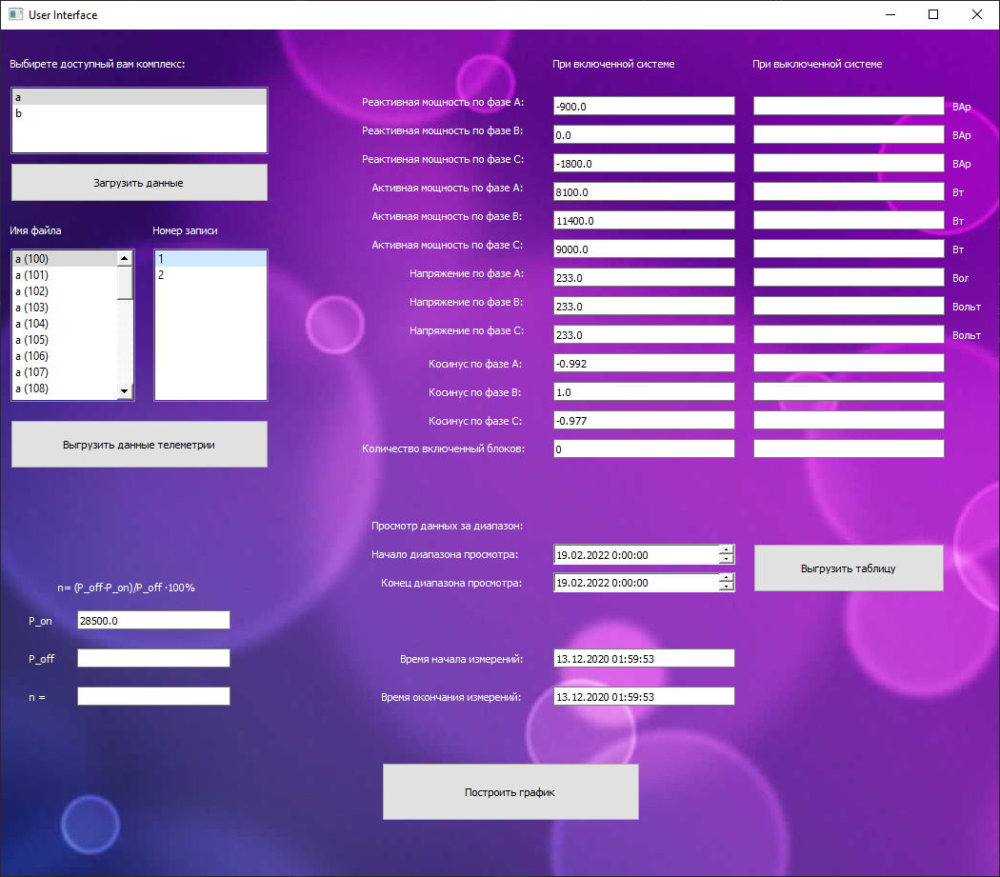 User Interface
Выбирете доступный вам комплекс:
a
b
Загрузить данные
Имя файла
Номер записи
a (100)
a (101)
a (102)
a (103)
a (104)
a (105)
a (106)
a (107)
a (108)
1
2
Выгрузить данные телеметрии
n= (P_off-P_on)/P_off ·100%
P_on 28500.0
P_off
n =
При включенной системе
При выключенной системе
Реактивная мощность по фазе A: -900.0 ВАр
Реактивная мощность по фазе B: 0.0 ВАр
Реактивная мощность по фазе C: -1800.0 ВАр
Активная мощность по фазе A: 8100.0 Вт
Активная мощность по фазе B: 11400.0 Вт
Активная мощность по фазе C: 9000.0 Вт
Напряжение по фазе A: 233.0 Вол
Напряжение по фазе B: 233.0 Вольт
Напряжение по фазе C: 233.0 Вольт
Косинус по фазе A: -0.992
Косинус по фазе B: 1.0
Косинус по фазе C: -0.977
Количество включенный блоков: 0
Просмотр данных за диапазон:
Начало диапазона просмотра: 19.02.2022 0:00:00
Конец диапазона просмотра: 19.02.2022 0:00:00
Выгрузить таблицу
Время начала измерений: 13.12.2020 01:59:53
Время окончания измерений: 13.12.2020 01:59:53
Построить график